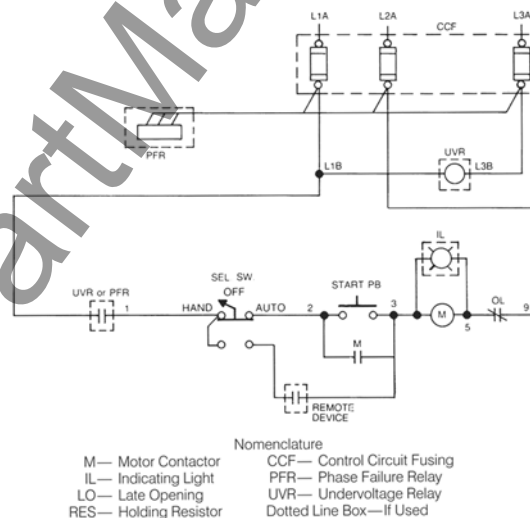 L1A L2A L3A
CCF
PFR
UVR
L1B L3B
IL
SEL SW.
OFF
START PB
UVR or PFR
1 HAND AUTO 2 3 M 5 OL 9
M
REMOTE
DEVICE
Nomenclature
M— Motor Contactor
IL— Indicating Light
LO— Late Opening
RES— Holding Resistor
CCF— Control Circuit Fusing
PFR— Phase Failure Relay
UVR— Undervoltage Relay
Dotted Line Box—If Used